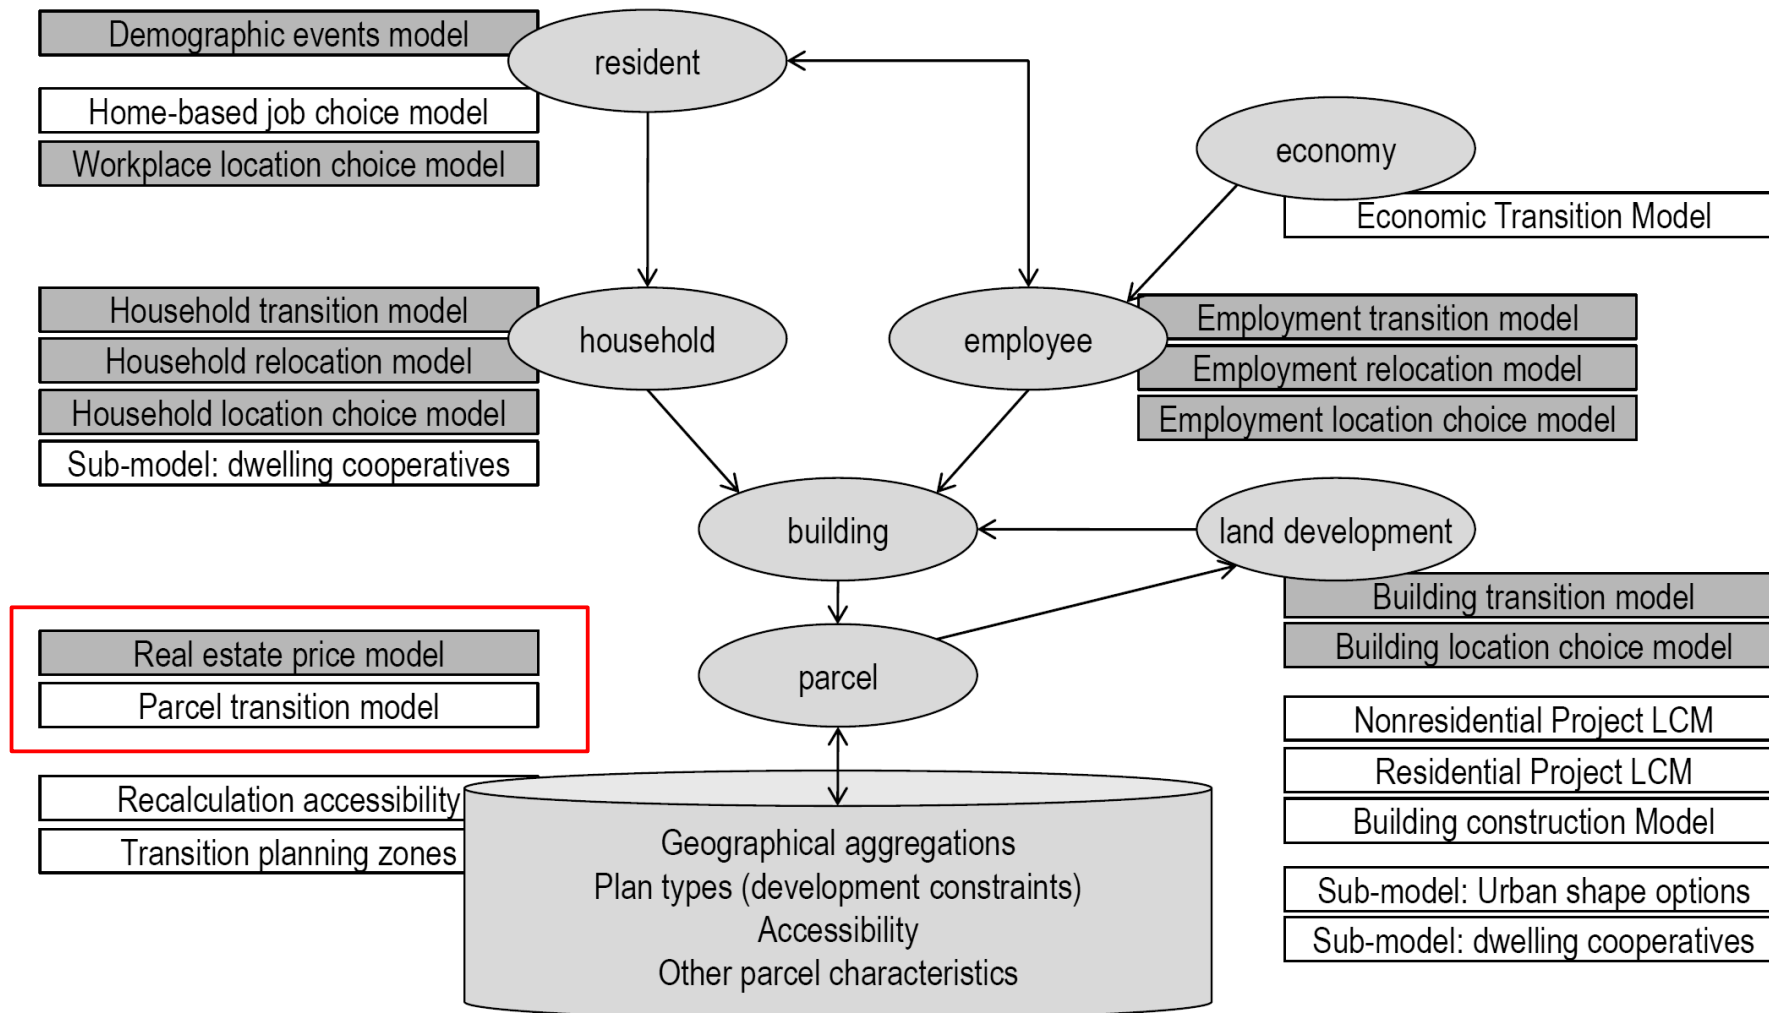 Demographic events model
resident
Home-based job choice model
Workplace location choice model
economy
Economic Transition Model
Household transition model
Household relocation model
Household location choice model
Sub-model: dwelling cooperatives
household
employee
Employment transition model
Employment relocation model
Employment location choice model
building
land development
Building transition model
Building location choice model
Real estate price model
Parcel transition model
parcel
Nonresidential Project LCM
Residential Project LCM
Building construction Model
Recalculation accessibility
Transition planning zones
Geographical aggregations
Plan types (development constraints)
Accessibility
Other parcel characteristics
Sub-model: Urban shape options
Sub-model: dwelling cooperatives